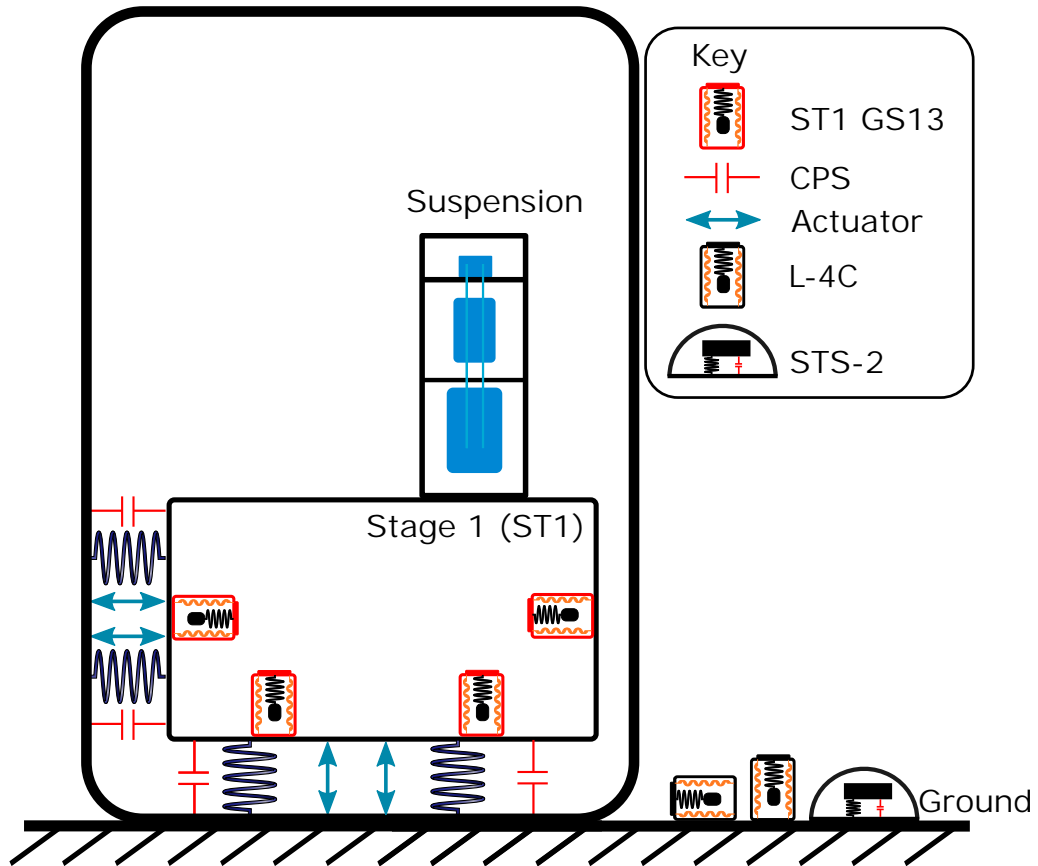 Key
ST1 GS13
CPS
Actuator
L-4C
STS-2
Suspension
Stage 1 (ST1)
Ground